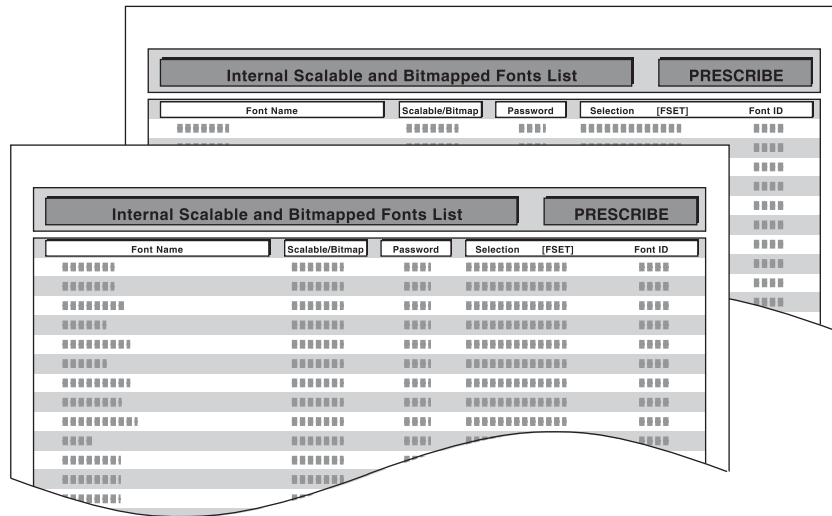 Internal Scalable and Bitmapped Fonts List PRESCRIBE
Font Name Scalable/Bitmap Password Selection [FSET] Font ID
Internal Scalable and Bitmapped Fonts List PRESCRIBE
Font Name Scalable/Bitmap Password Selection [FSET] Font ID